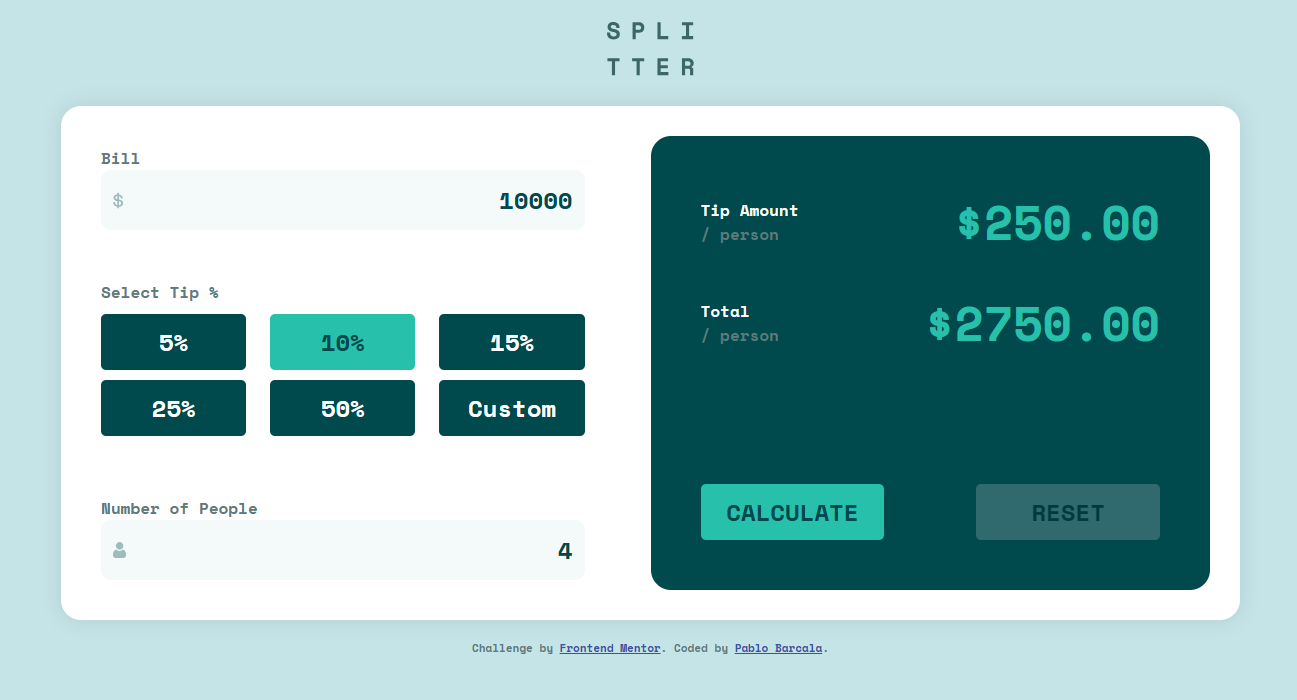 SPLI
TTER
Bill
$ 10000
Select Tip %
5% 10% 15%
25% 50% Custom
Number of People
4
Tip Amount
/ person
$250.00
Total
/ person
$2750.00
CALCULATE RESET
Challenge by Frontend Mentor. Coded by Pablo Barcala.